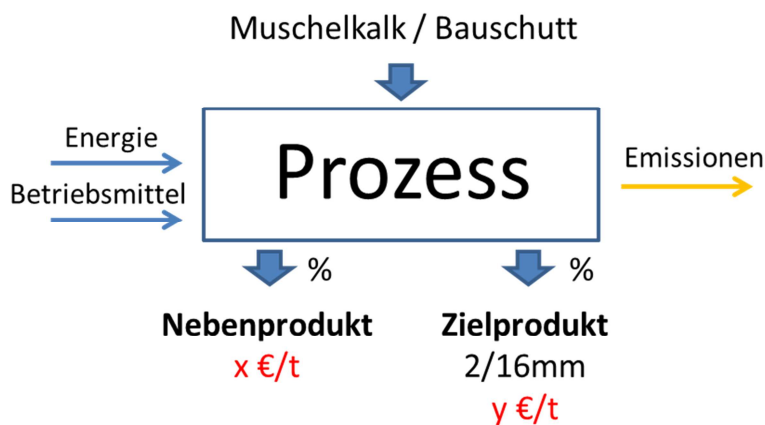 Muschelkalk / Bauschutt
Energie
Betriebsmittel
Prozess
Emissionen
%
%
Nebenprodukt
x €/t
Zielprodukt
2/16mm
y €/t